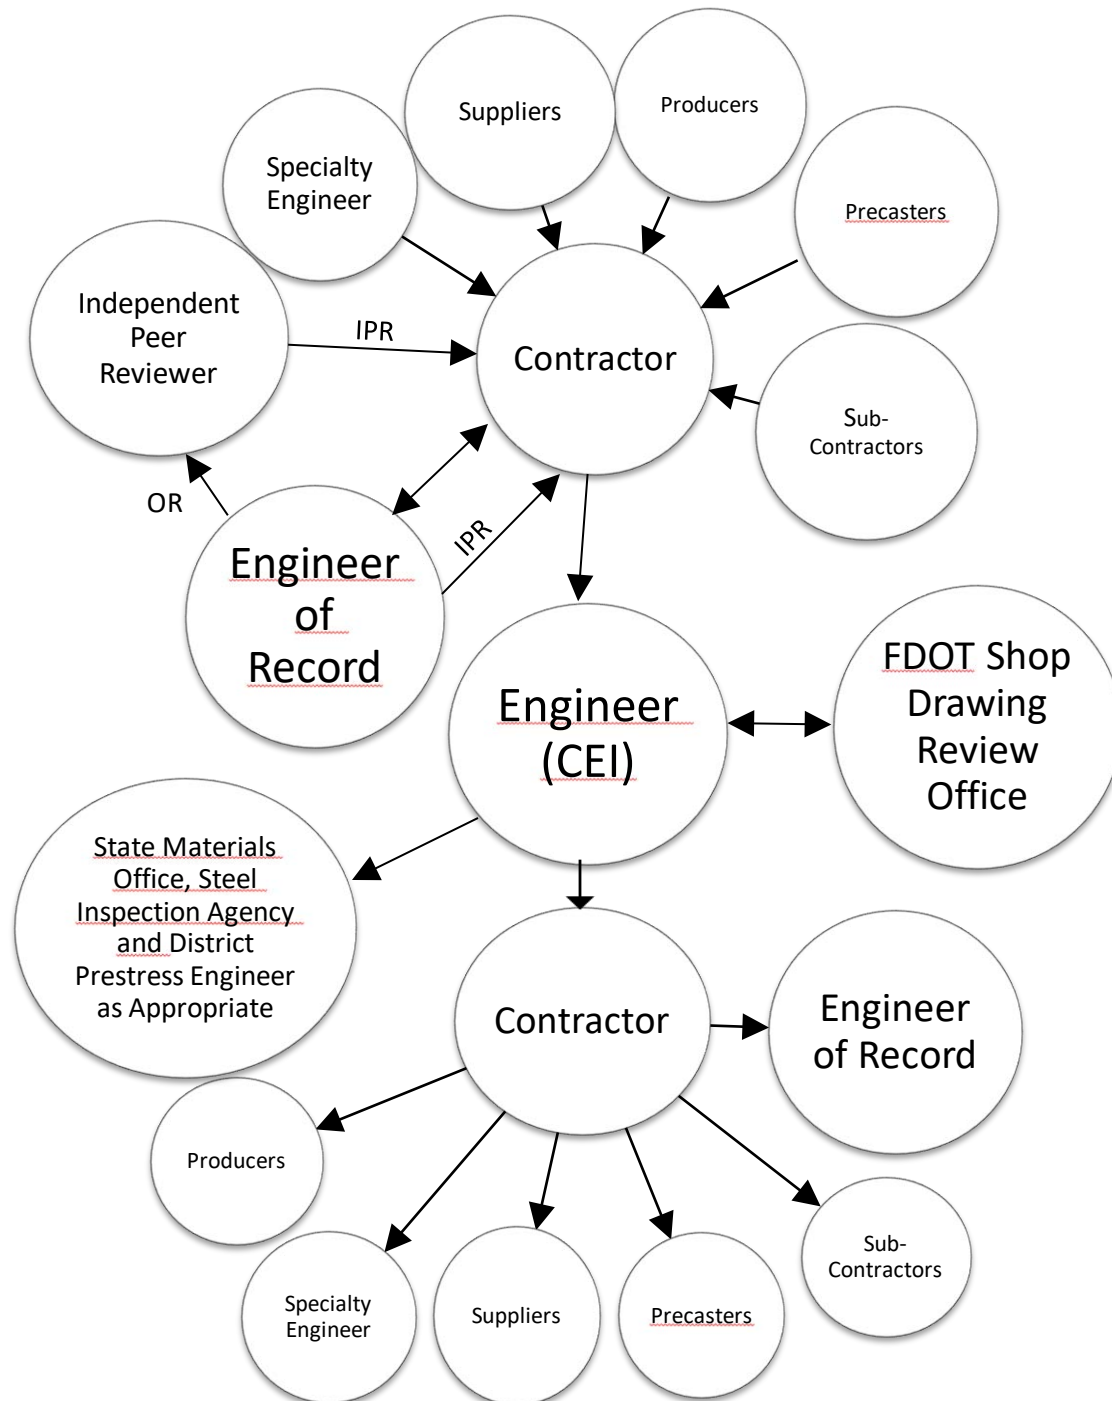 Suppliers
Producers
Specialty
Engineer
Precasters
Independent
Peer
Reviewer
IPR
Contractor
Sub-
Contractors
OR
Engineer
of
Record
IPR
Engineer
(CEI)
FDOT Shop
Drawing
Review
Office
State Materials
Office, Steel
Inspection Agency
and District
Prestress Engineer
as Appropriate
Contractor
Engineer
of Record
Producers
Sub-
Contractors
Specialty
Engineer
Suppliers
Precasters